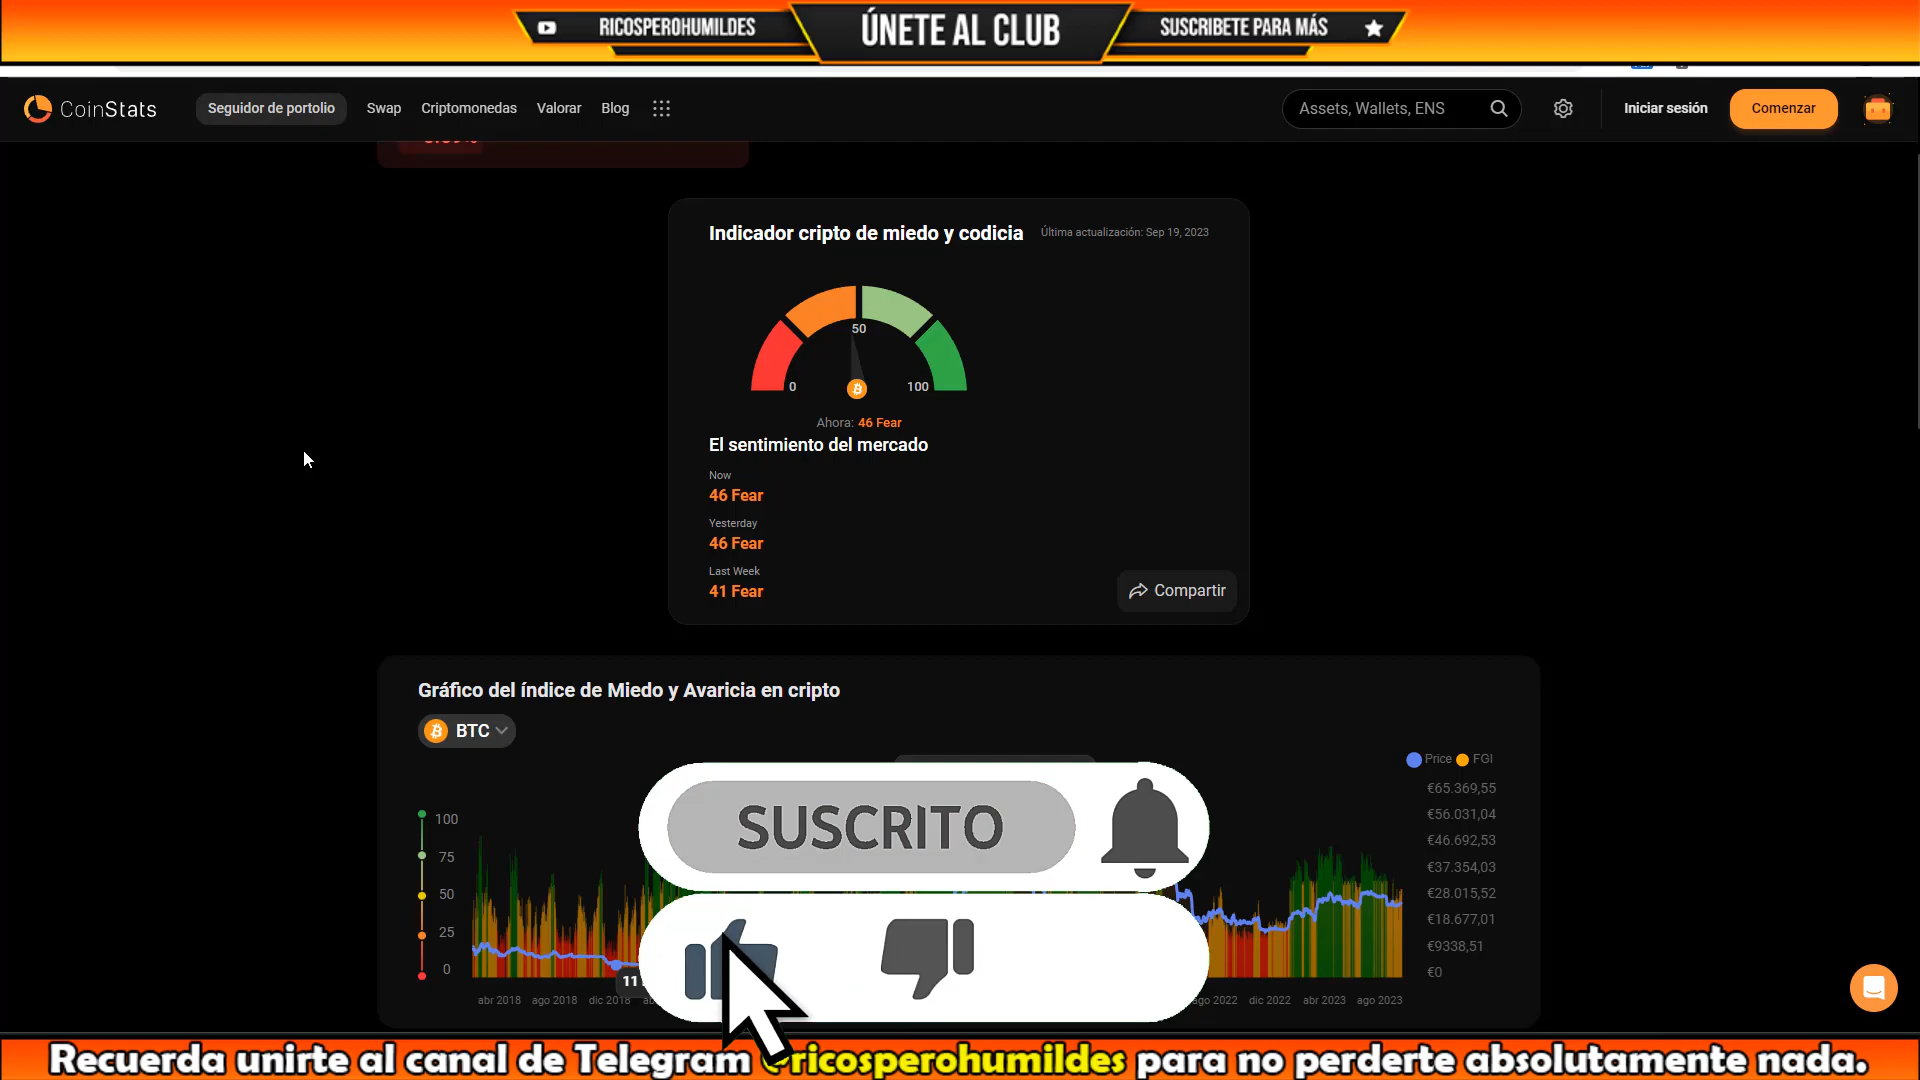 RICOSPEROHUMILDES
ÚNETE AL CLUB
SUSCRIBETE PARA MÁS
CoinStats
Seguidor de portolio
Swap
Criptomonedas
Valorar
Blog
Assets, Wallets, ENS
Iniciar sesión
Comenzar
Indicador cripto de miedo y codicia
Última actualización: Sep 19, 2023
50
0
100
Ahora: 46 Fear
El sentimiento del mercado
Now
46 Fear
Yesterday
46 Fear
Last Week
41 Fear
Compartir
Gráfico del índice de Miedo y Avaricia en cripto
BTC
Price
FGI
SUSCRITO
100
75
50
25
0
€65.369,55
€56.031,04
€46.692,53
€37.354,03
€28.015,52
€18.677,01
€9338,51
€0
11
abr 2018
ago 2018
dic 2018
ago 2022
dic 2022
abr 2023
ago 2023
Recuerda unirte al canal de Telegram @ricosperohumildes para no perderte absolutamente nada.